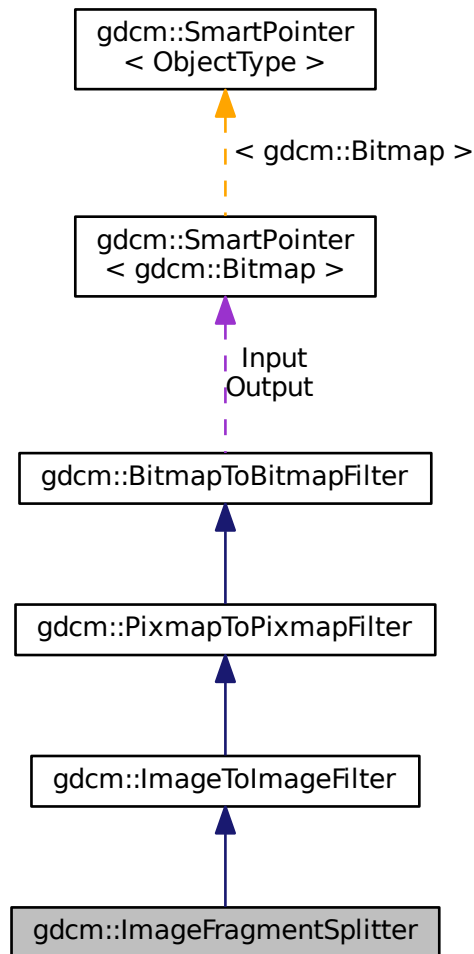 gdcm::SmartPointer
< ObjectType >
< gdcm::Bitmap >
gdcm::SmartPointer
< gdcm::Bitmap >
Input
Output
gdcm::BitmapToBitmapFilter
gdcm::PixmapToPixmapFilter
gdcm::ImageToImageFilter
gdcm::ImageFragmentSplitter